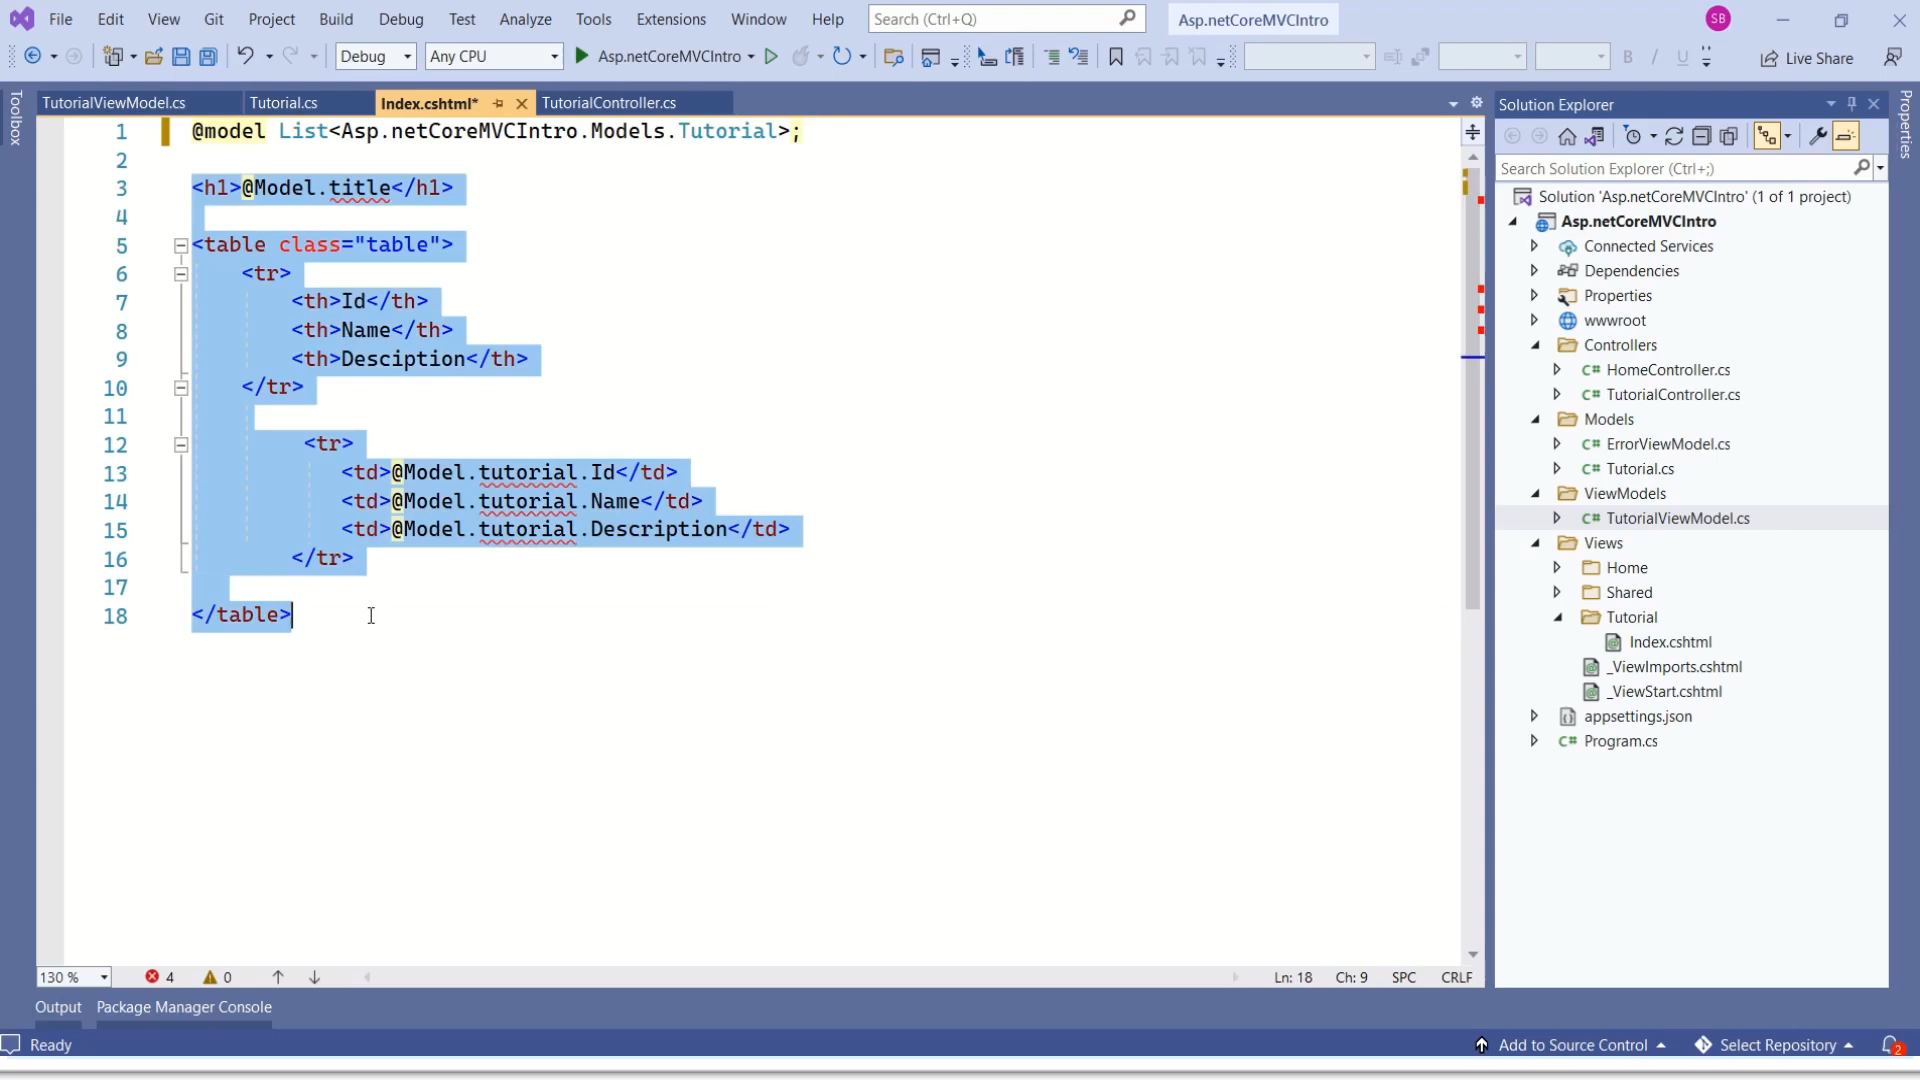 File Edit View Git Project Build Debug Test Analyze Tools Extensions Window Help Search (Ctrl+Q) Asp.netCoreMVCIntro SB
Debug Any CPU Asp.netCoreMVCIntro Live Share
Toolbox
TutorialViewModel.cs Tutorial.cs Index.cshtml* TutorialController.cs
1 @model List<Asp.netCoreMVCIntro.Models.Tutorial>;
2
3 <h1>@Model.title</h1>
4
5 <table class="table">
6 <tr>
7 <th>Id</th>
8 <th>Name</th>
9 <th>Desciption</th>
10 </tr>
11
12 <tr>
13 <td>@Model.tutorial.Id</td>
14 <td>@Model.tutorial.Name</td>
15 <td>@Model.tutorial.Description</td>
16 </tr>
17
18 </table>
130 % 4 0 Ln: 18 Ch: 9 SPC CRLF
Solution Explorer
Search Solution Explorer (Ctrl+;)
Solution 'Asp.netCoreMVCIntro' (1 of 1 project)
Asp.netCoreMVCIntro
Connected Services
Dependencies
Properties
wwwroot
Controllers
C# HomeController.cs
C# TutorialController.cs
Models
C# ErrorViewModel.cs
C# Tutorial.cs
ViewModels
C# TutorialViewModel.cs
Views
Home
Shared
Tutorial
Index.cshtml
_ViewImports.cshtml
_ViewStart.cshtml
appsettings.json
C# Program.cs
Properties
Output Package Manager Console
Ready Add to Source Control Select Repository 2